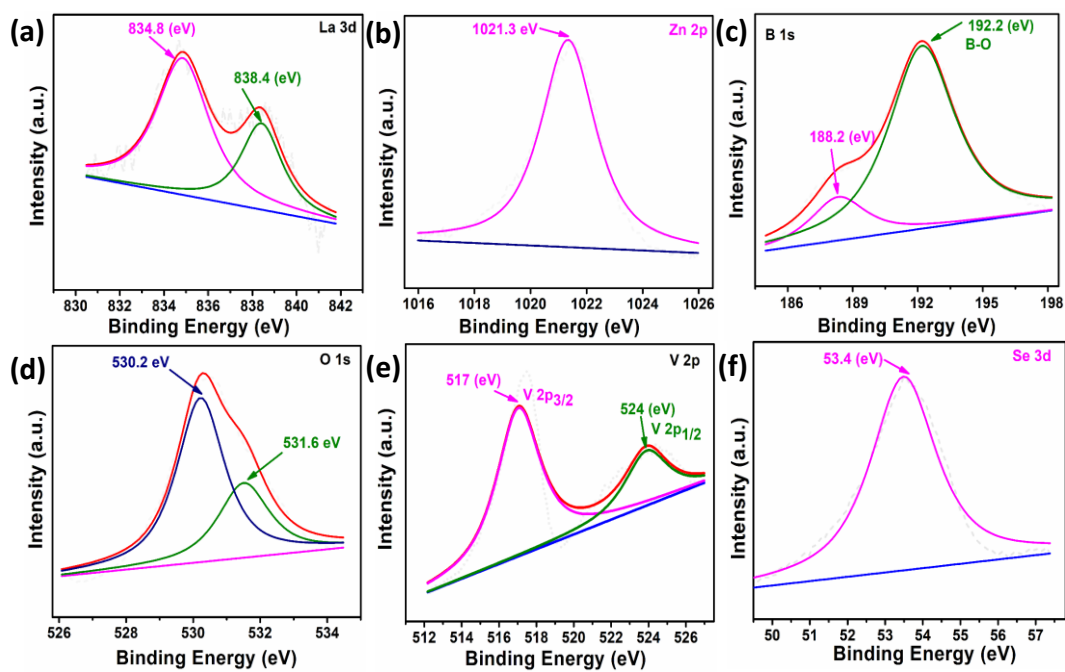 (a)
La 3d
834.8 (eV)
838.4 (eV)
Intensity (a.u.)
830 832 834 836 838 840 842
Binding Energy (eV)
(b)
Zn 2p
1021.3 eV
Intensity (a.u.)
1016 1018 1020 1022 1024 1026
Binding Energy (eV)
(c)
B 1s
192.2 (eV)
B-O
188.2 (eV)
Intensity (a.u.)
186 189 192 195 198
Binding Energy (eV)
(d)
O 1s
530.2 eV
531.6 eV
Intensity (a.u.)
526 528 530 532 534
Binding Energy (eV)
(e)
V 2p
517 (eV)
V 2p3/2
524 (eV)
V 2p1/2
Intensity (a.u.)
512 514 516 518 520 522 524 526
Binding Energy (eV)
(f)
Se 3d
53.4 (eV)
Intensity (a.u.)
50 51 52 53 54 55 56 57
Binding Energy (eV)